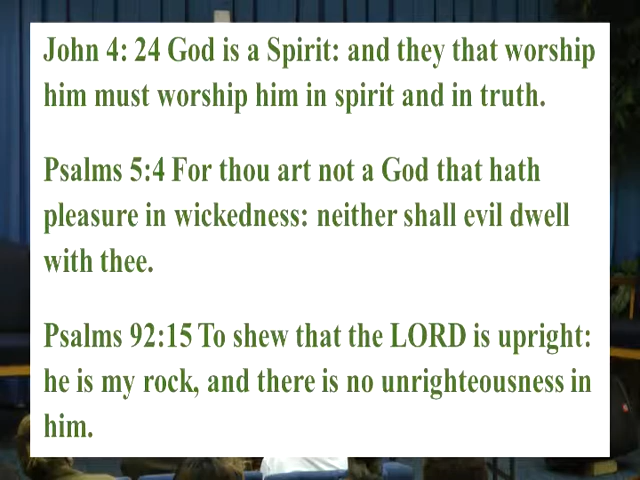 John 4: 24 God is a Spirit: and they that worship
him must worship him in spirit and in truth.
Psalms 5:4 For thou art not a God that hath
pleasure in wickedness: neither shall evil dwell
with thee.
Psalms 92:15 To shew that the LORD is upright:
he is my rock, and there is no unrighteousness in
him.